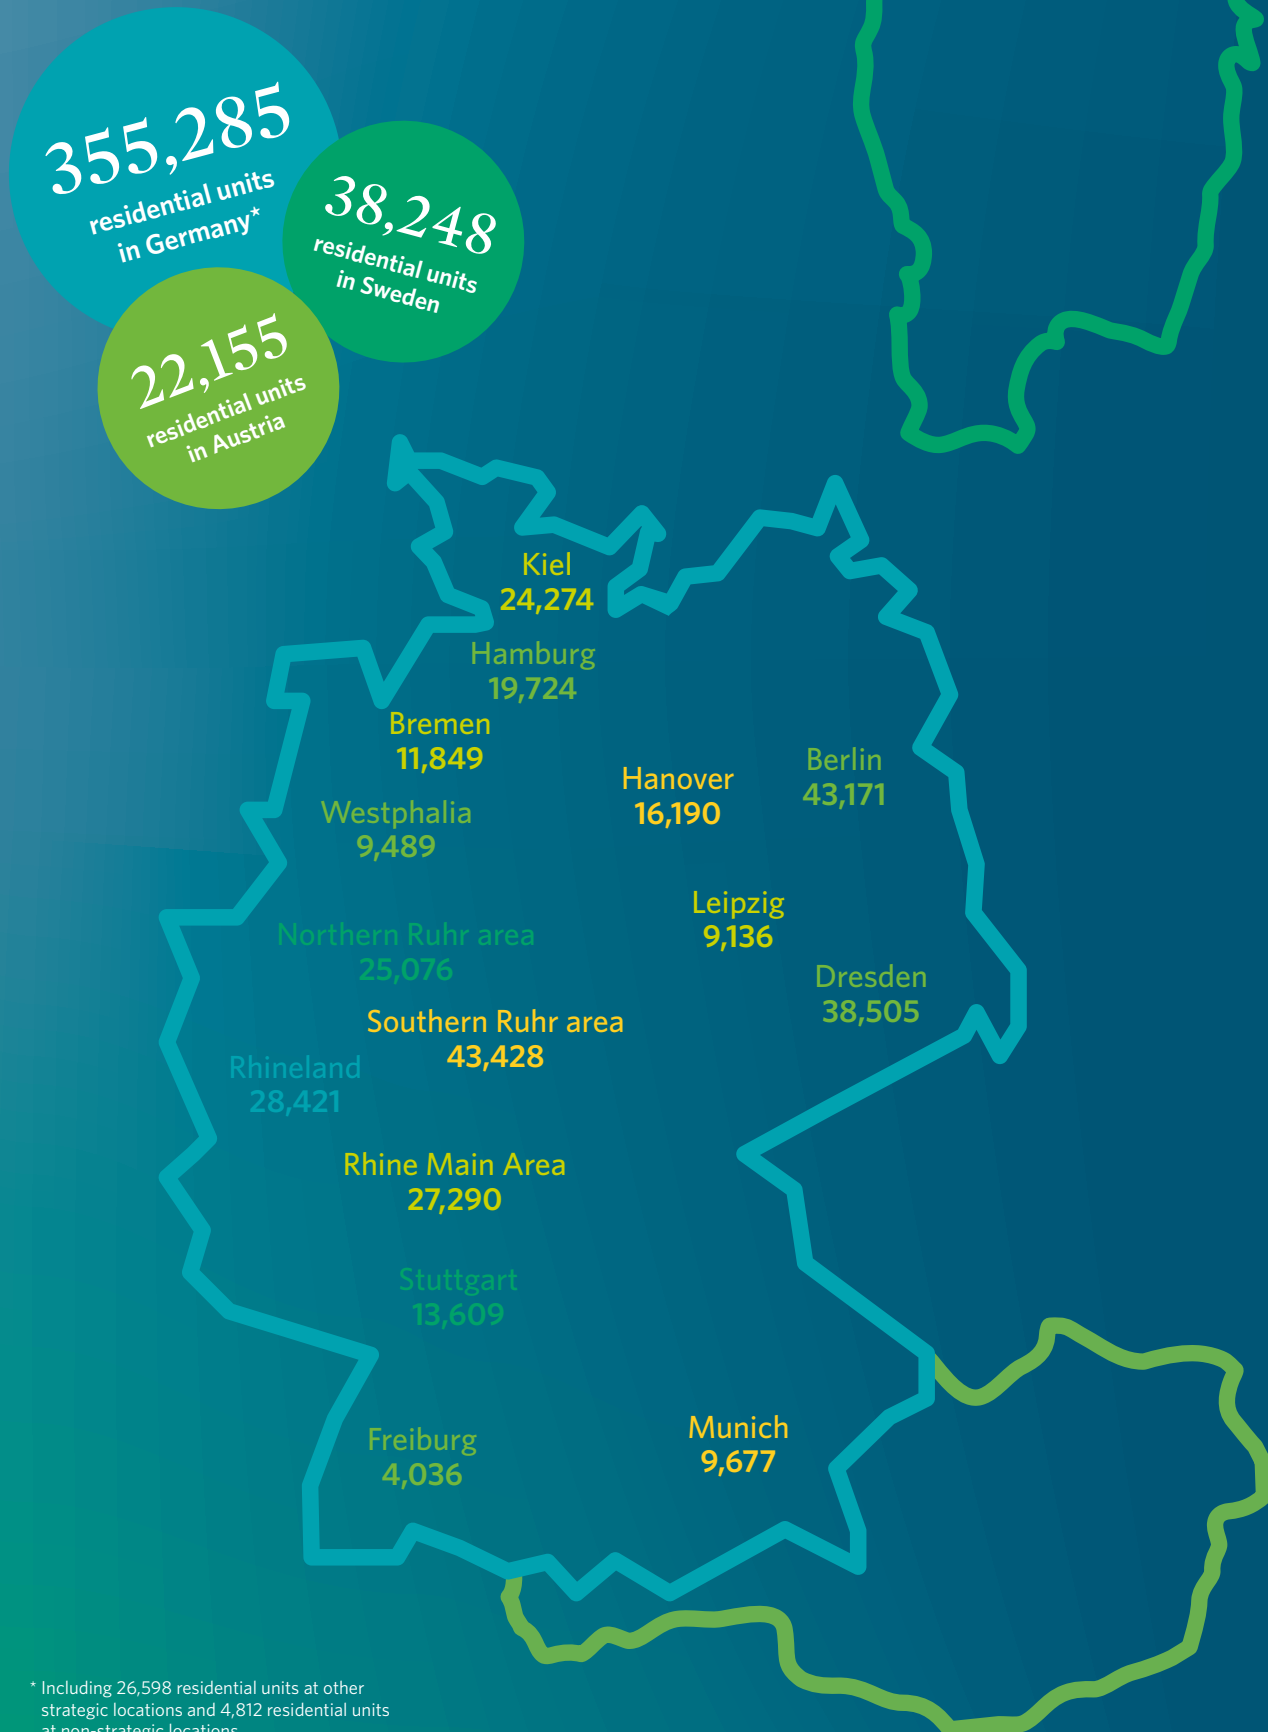 355,285
residential units
in Germany*
38,248
residential units
in Sweden
22,155
residential units
in Austria
Kiel
24,274
Hamburg
19,724
Bremen
11,849
Hanover
16,190
Berlin
43,171
Westphalia
9,489
Leipzig
9,136
Northern Ruhr area
25,076
Dresden
38,505
Southern Ruhr area
43,428
Rhineland
28,421
Rhine Main Area
27,290
Stuttgart
13,609
Freiburg
4,036
Munich
9,677
* Including 26,598 residential units at other
strategic locations and 4,812 residential units
at non-strategic locations